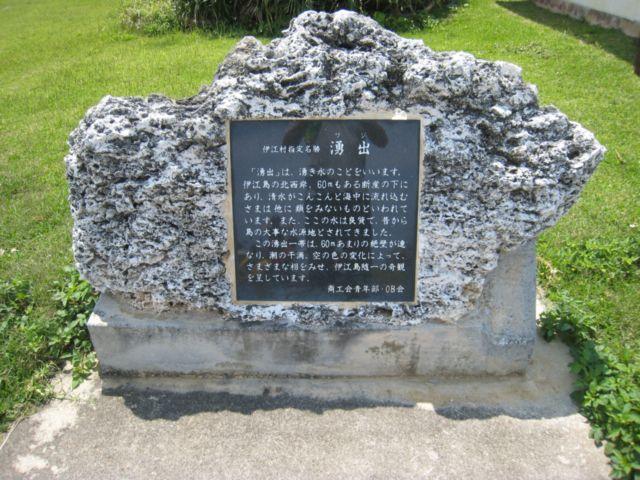 伊江村指定名勝 湧出
「湧出」は、湧き水のことをいいます。
伊江島の北西岸、60mもある断崖の下に
あり、清水がこんこんと海中に流れ込む
さまは他に類をみないものといわれて
います。また、ここの水は良質で、昔から
島の大事な水源地とされてきました。
この湧出一帯は、60mあまりの絶壁が連
なり、潮の干満、空の色の変化によって、
さまざまな相をみせ、伊江島随一の奇観
を呈しています。
商工会青年部・OB会